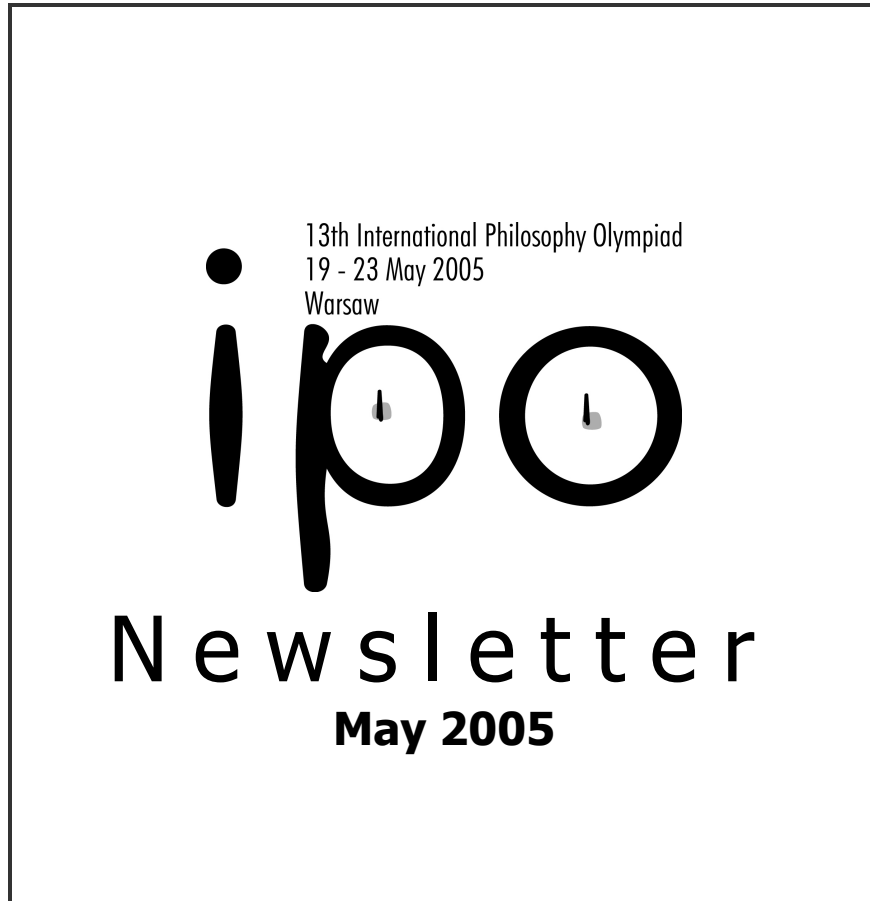 13th International Philosophy Olympiad
19 - 23 May 2005
Warsaw
ipo
Newsletter
May 2005